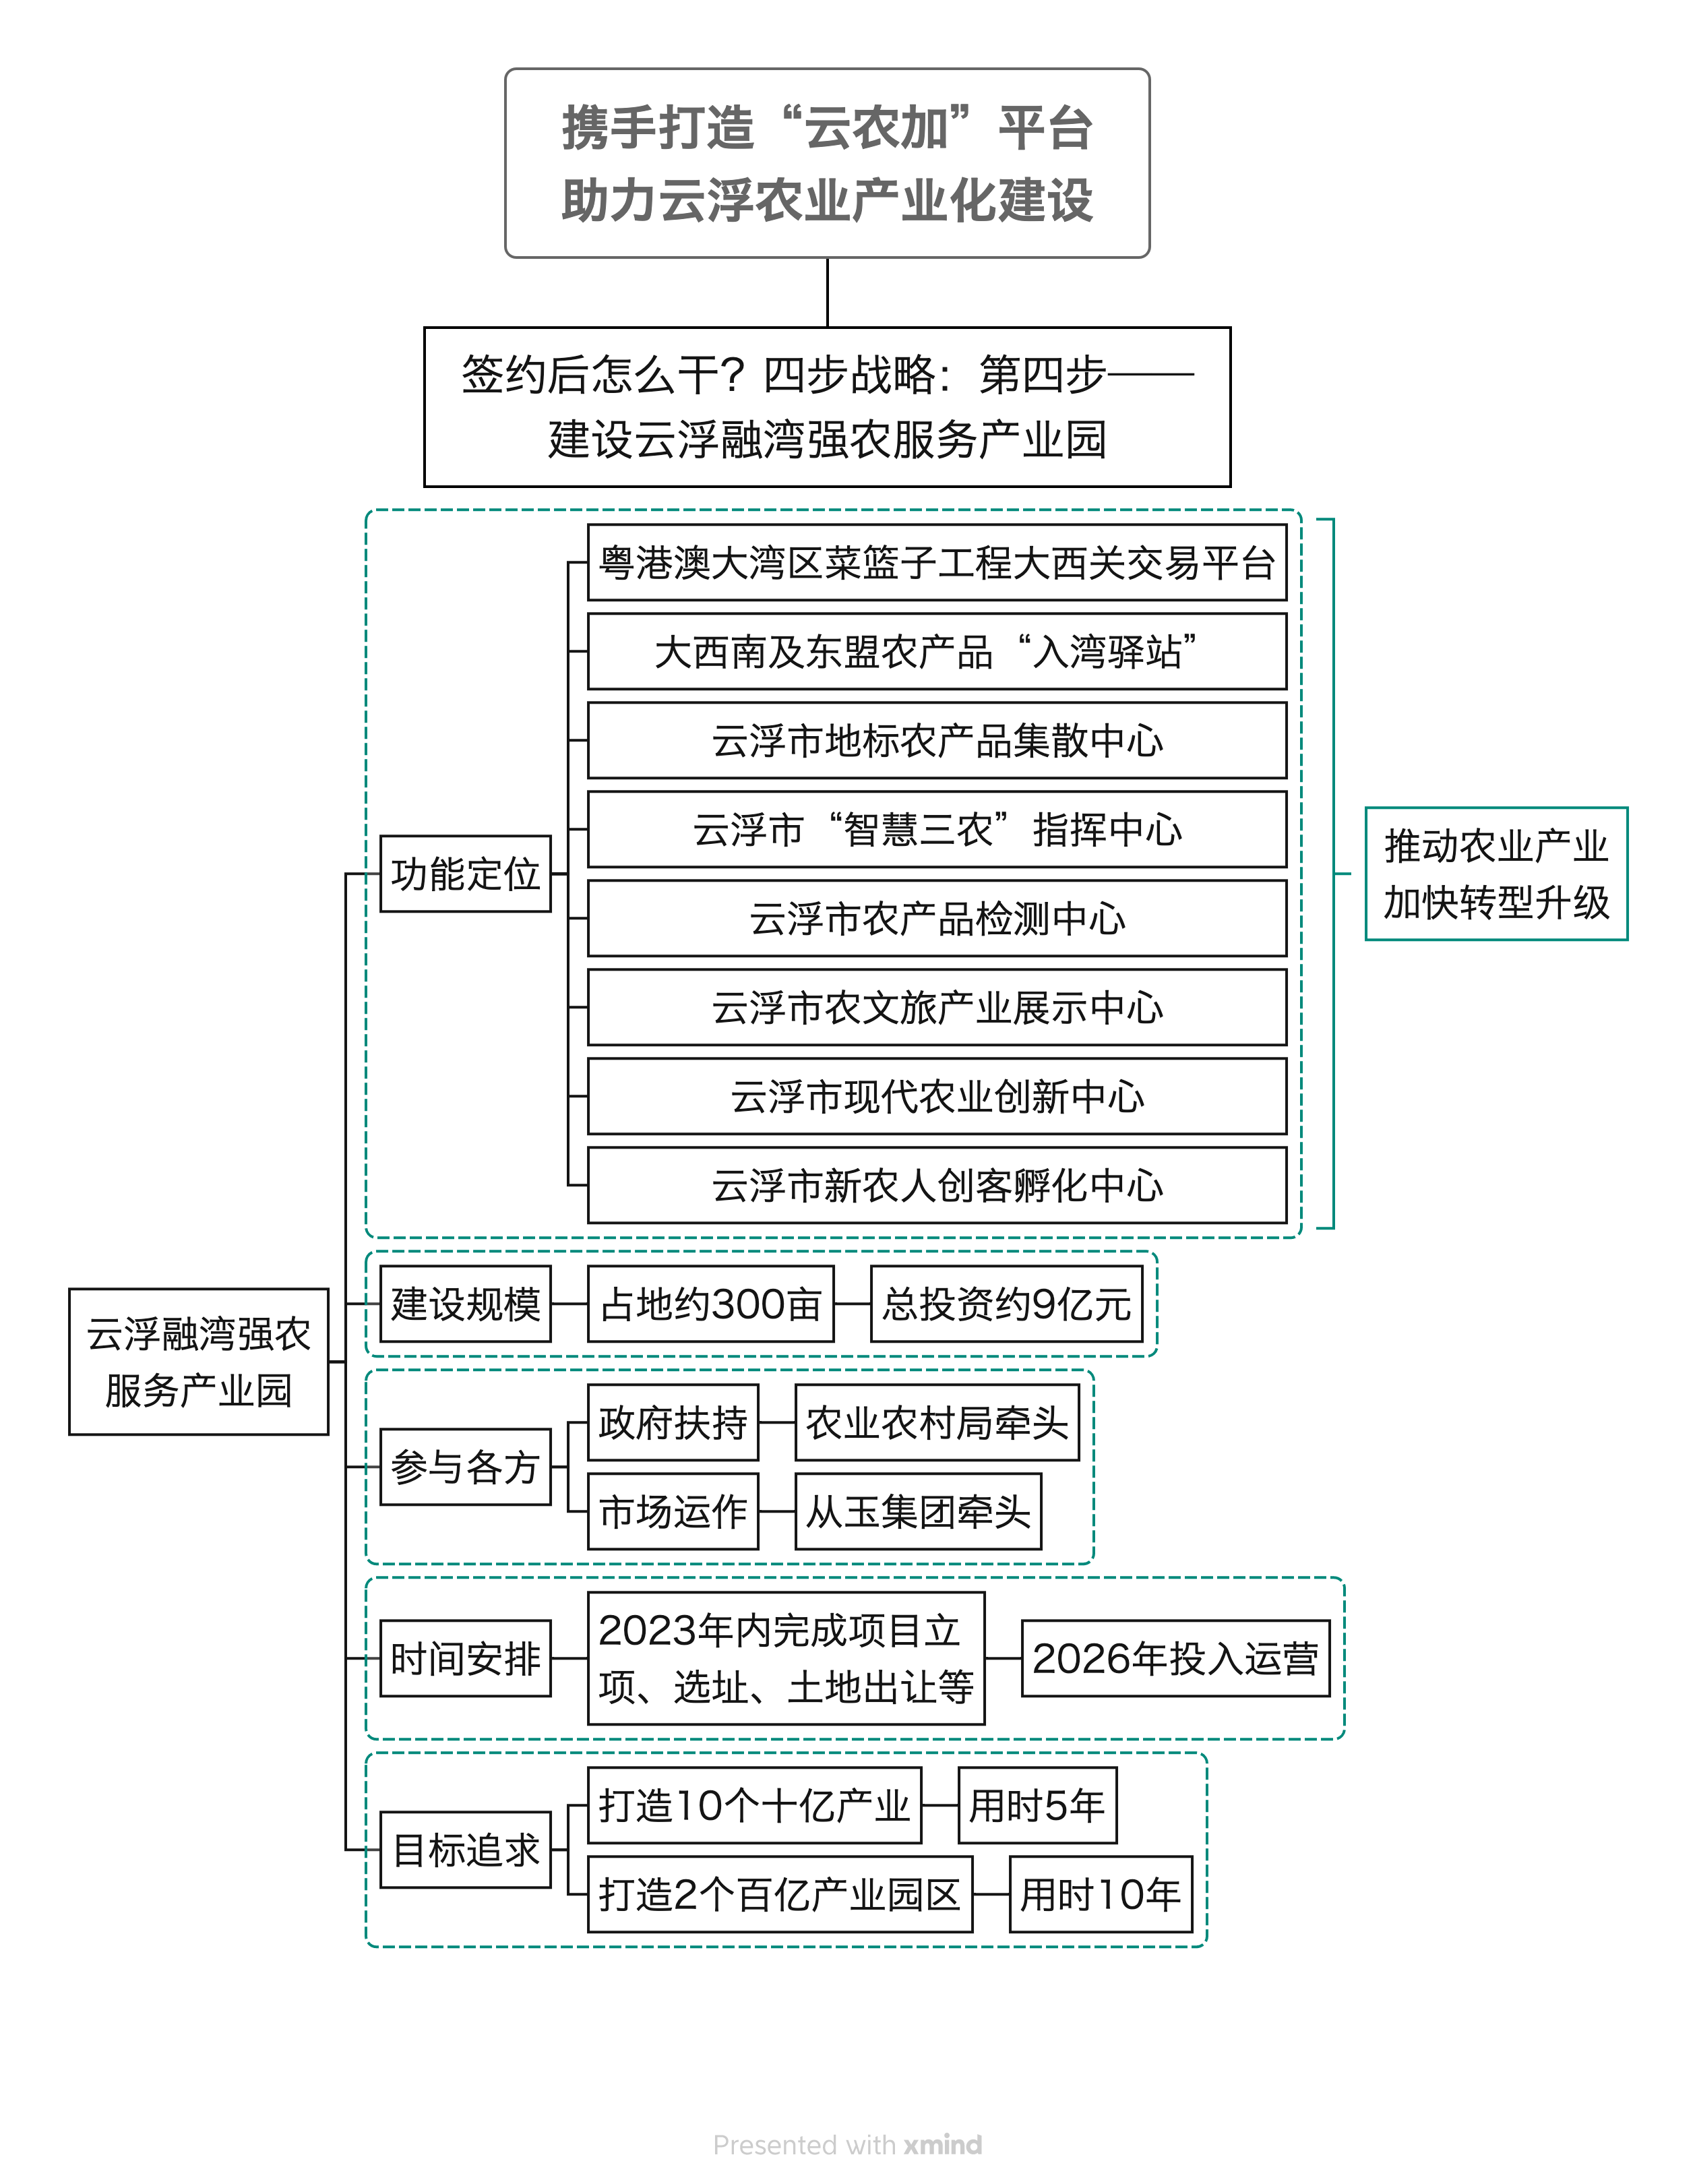 携手打造“云农加”平台
助力云浮农业产业化建设
签约后怎么干？四步战略：第四步——
建设云浮融湾强农服务产业园
云浮融湾强农
服务产业园
功能定位
粤港澳大湾区菜篮子工程大西关交易平台
大西南及东盟农产品“入湾驿站”
云浮市地标农产品集散中心
云浮市“智慧三农”指挥中心
云浮市农产品检测中心
云浮市农文旅产业展示中心
云浮市现代农业创新中心
云浮市新农人创客孵化中心
推动农业产业
加快转型升级
建设规模
占地约300亩
总投资约9亿元
参与各方
政府扶持
农业农村局牵头
市场运作
从玉集团牵头
时间安排
2023年内完成项目立
项、选址、土地出让等
2026年投入运营
目标追求
打造10个十亿产业
用时5年
打造2个百亿产业园区
用时10年
Presented with xmind